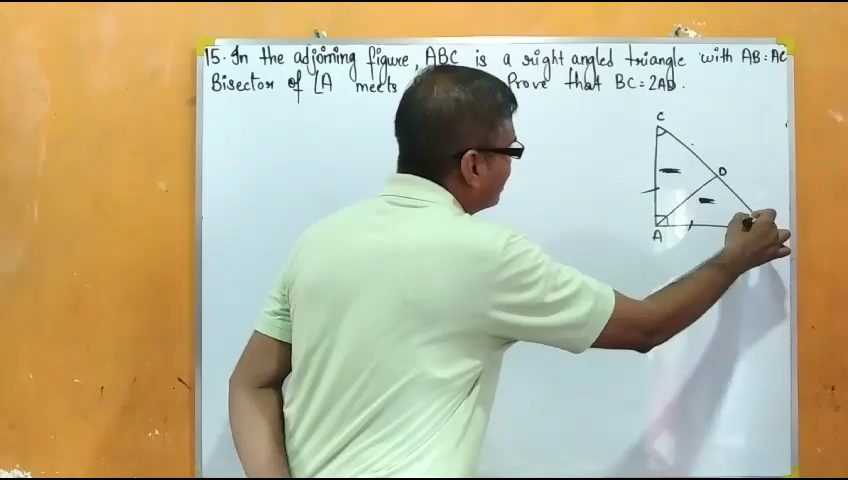 15. In the adjoining figure, ABC is a right angled triangle with AB = AC
Bisector of ∠A meets Prove that BC = 2AD.
C
D
A